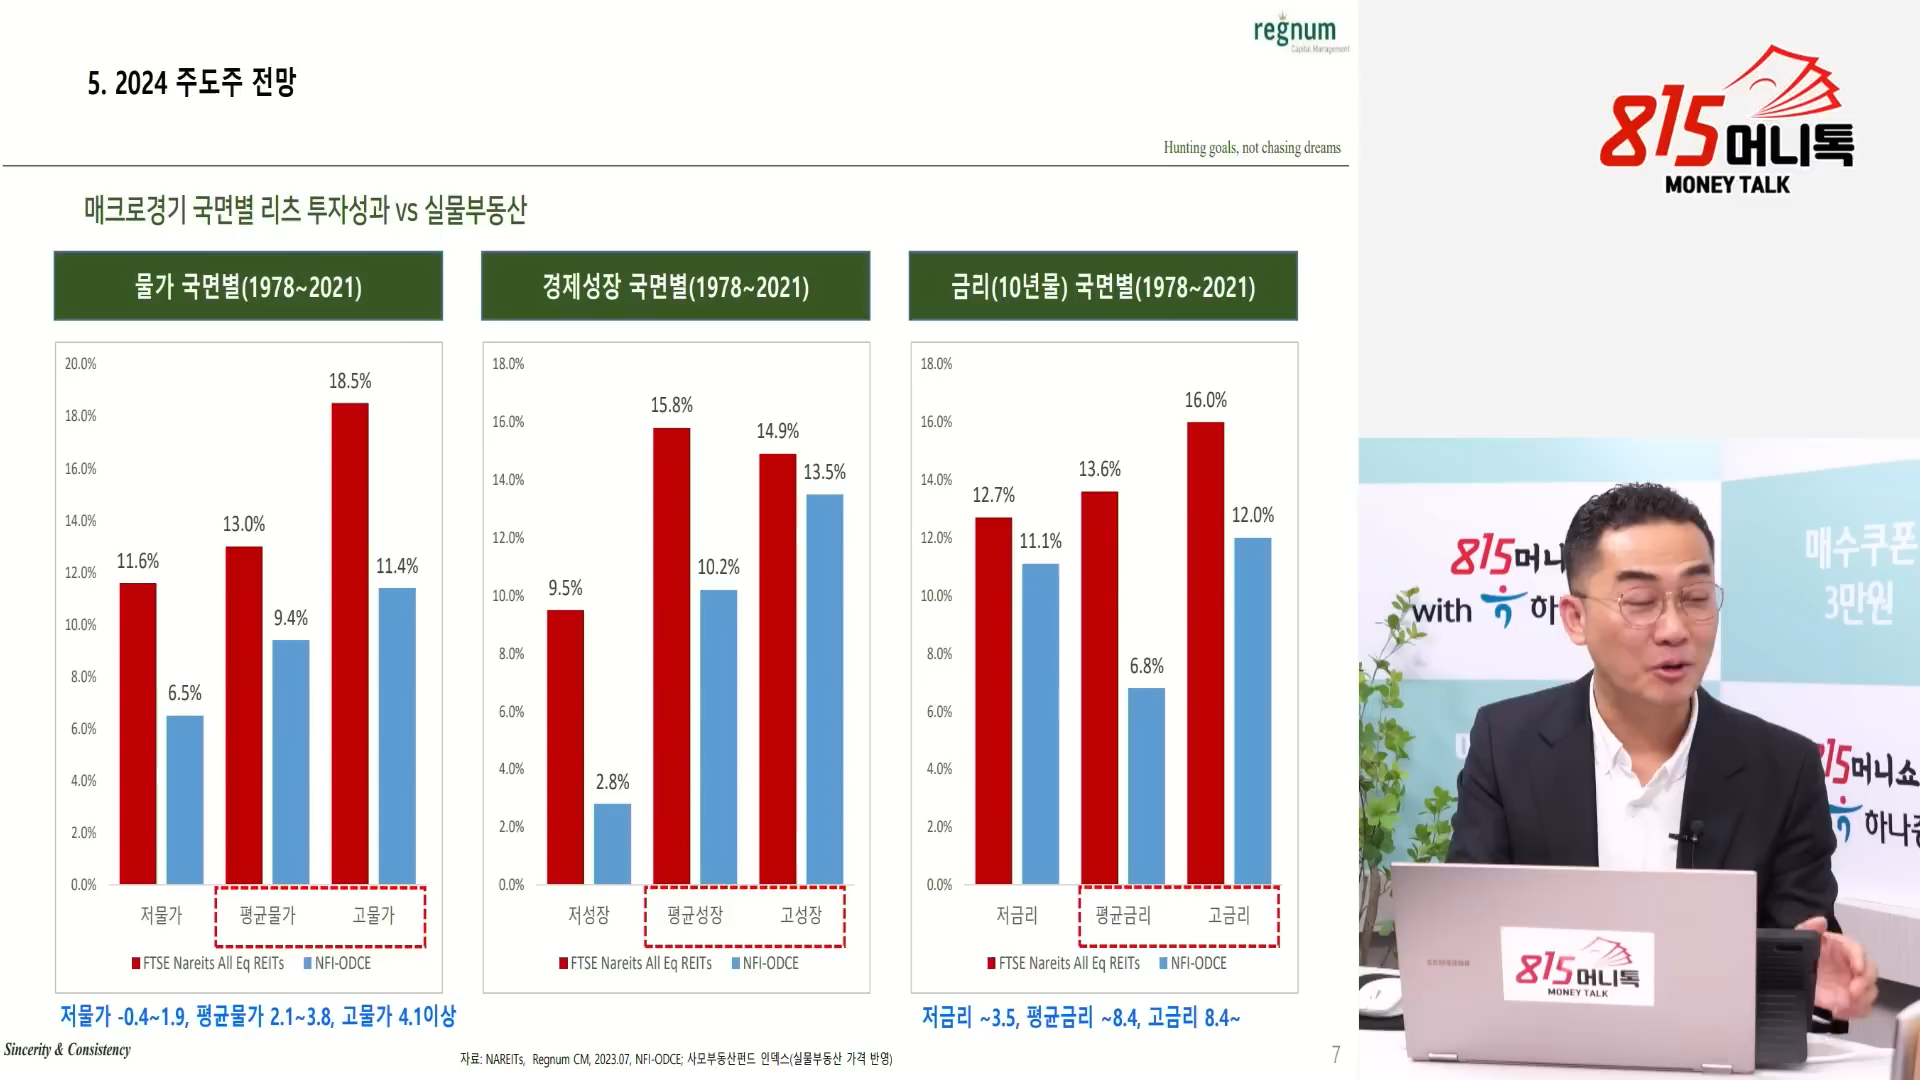 regnum
Capital Management
5. 2024 주도주 전망
Hunting goals, not chasing dreams
매크로경기 국면별 리츠 투자성과 vs 실물부동산
물가 국면별(1978~2021)
20.0%
18.0%
16.0%
14.0%
12.0%
10.0%
8.0%
6.0%
4.0%
2.0%
0.0%
11.6%
6.5%
13.0%
9.4%
18.5%
11.4%
저물가
평균물가
고물가
FTSE Nareits All Eq REITs
NFI-ODCE
저물가 -0.4~1.9, 평균물가 2.1~3.8, 고물가 4.1이상
경제성장 국면별(1978~2021)
18.0%
16.0%
14.0%
12.0%
10.0%
8.0%
6.0%
4.0%
2.0%
0.0%
9.5%
2.8%
15.8%
10.2%
14.9%
13.5%
저성장
평균성장
고성장
FTSE Nareits All Eq REITs
NFI-ODCE
금리(10년물) 국면별(1978~2021)
18.0%
16.0%
14.0%
12.0%
10.0%
8.0%
6.0%
4.0%
2.0%
0.0%
12.7%
11.1%
13.6%
6.8%
16.0%
12.0%
저금리
평균금리
고금리
FTSE Nareits All Eq REITs
NFI-ODCE
저금리 ~3.5, 평균금리 ~8.4, 고금리 8.4~
Sincerity & Consistency
자료: NAREITs, Regnum CM, 2023.07, NFI-ODCE; 사모부동산펀드 인덱스(실물부동산 가격 반영)
7
815머니톡
MONEY TALK
815머니
with 하
매수쿠폰
3만원
815머니쇼
하나
SAMSUNG
815머니톡
MONEY TALK